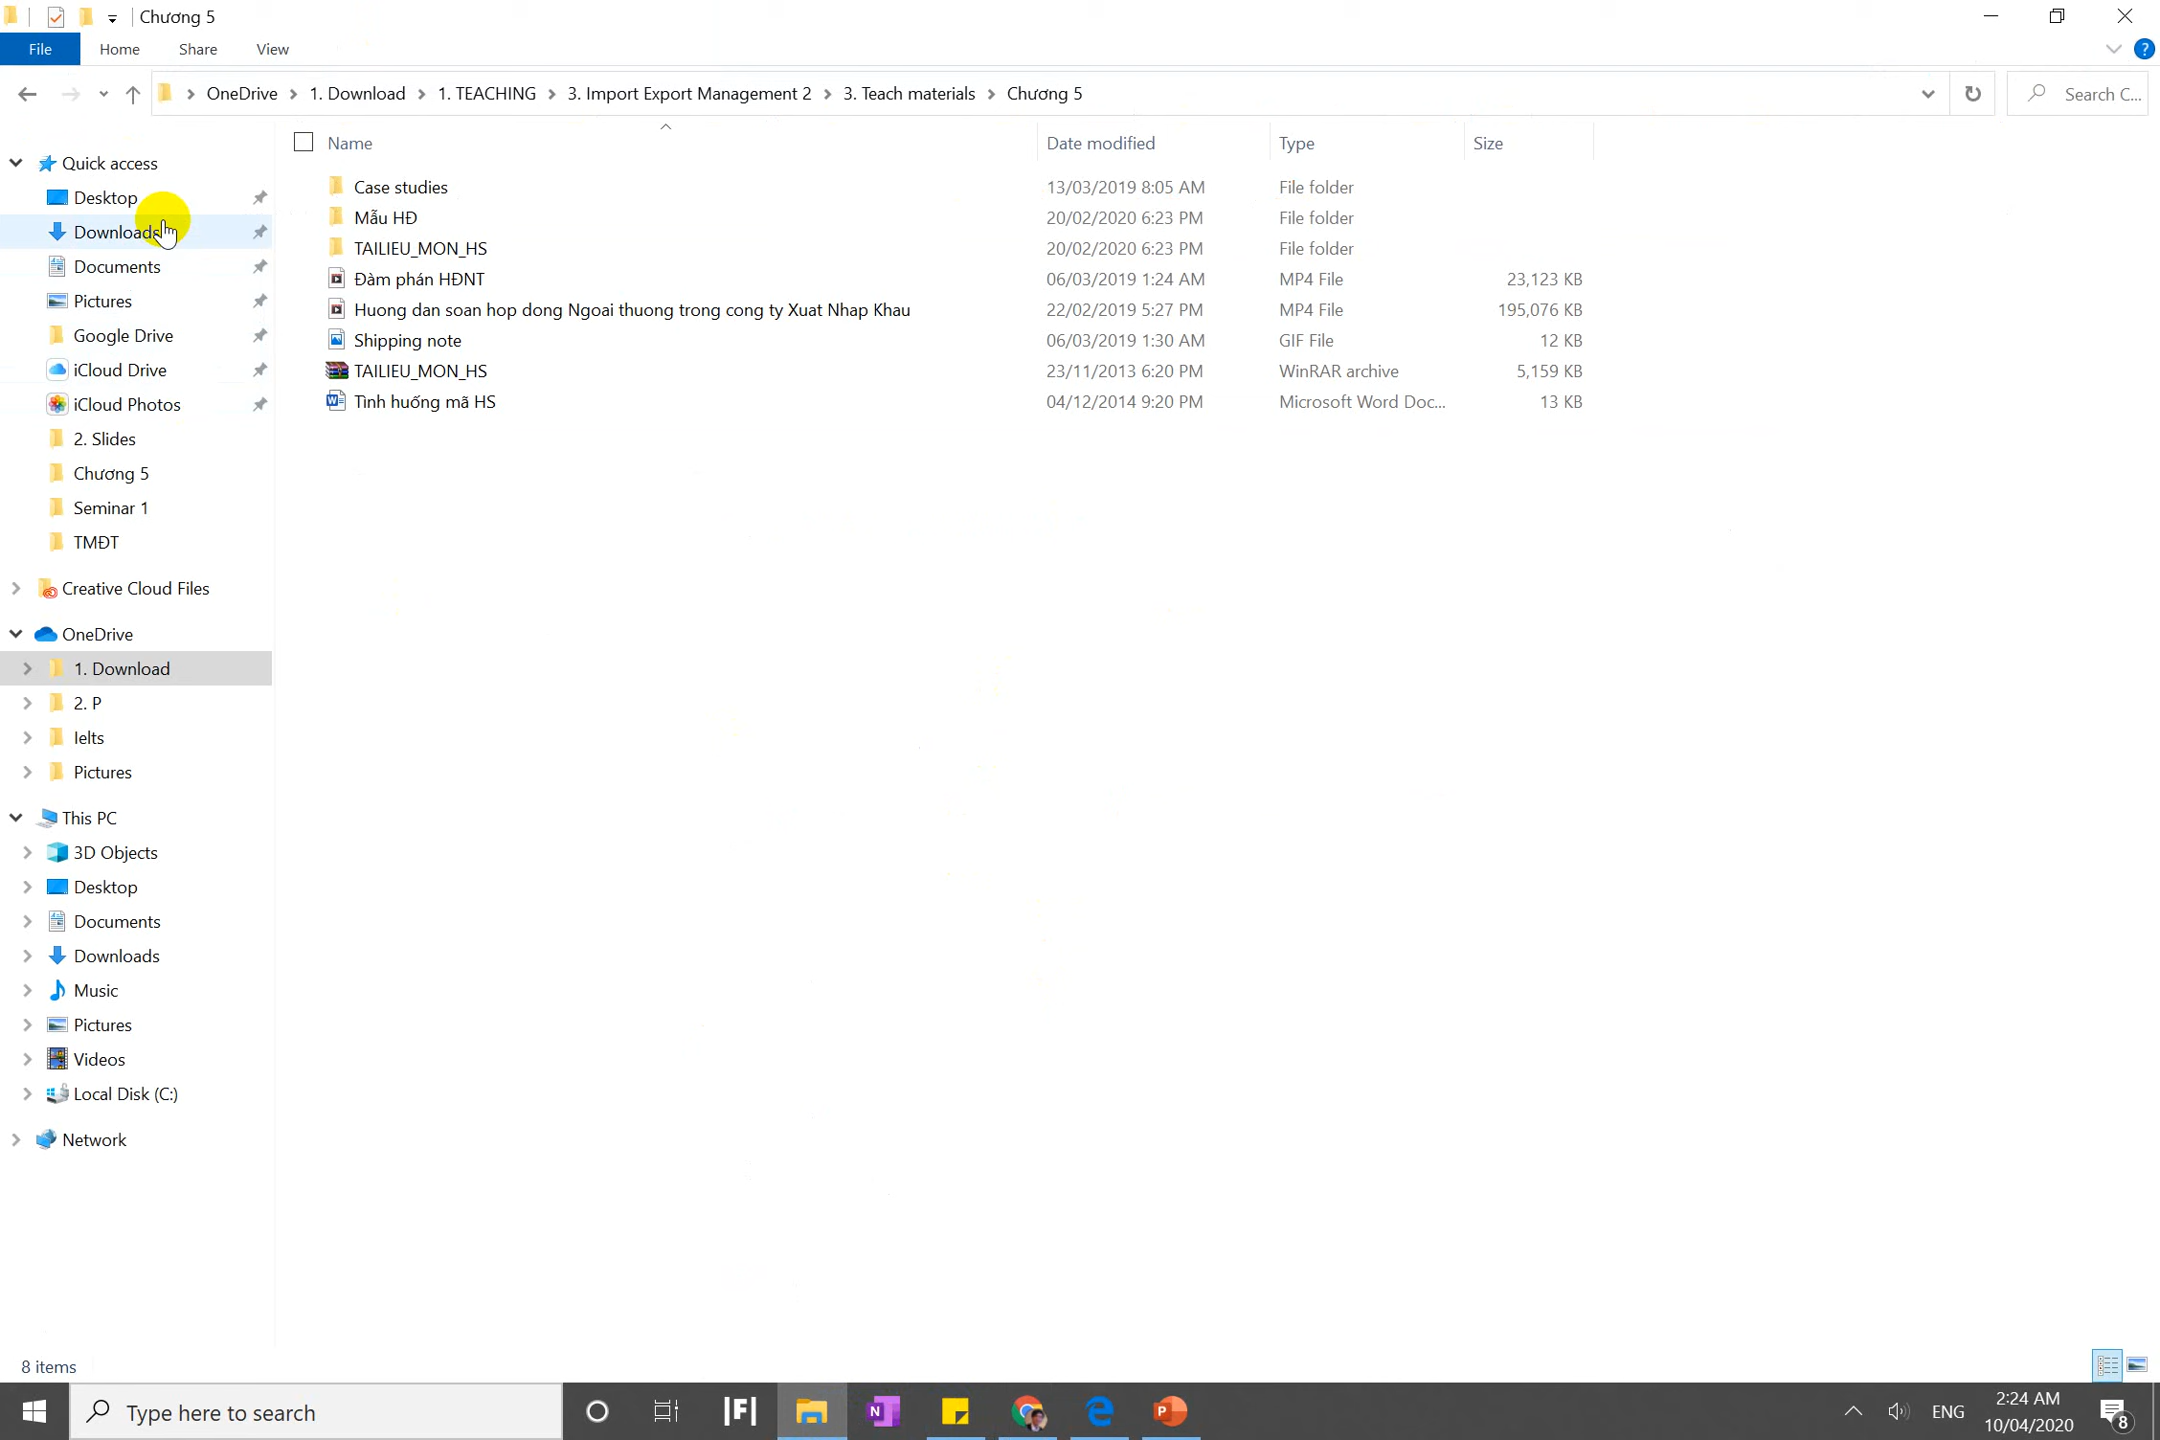 Chương 5
File Home Share View
OneDrive 1. Download 1. TEACHING 3. Import Export Management 2 3. Teach materials Chương 5
Search C...
Name Date modified Type Size
Quick access
Desktop
Downloads
Documents
Pictures
Google Drive
iCloud Drive
iCloud Photos
2. Slides
Chương 5
Seminar 1
TMĐT
Creative Cloud Files
OneDrive
1. Download
2. P
Ielts
Pictures
This PC
3D Objects
Desktop
Documents
Downloads
Music
Pictures
Videos
Local Disk (C:)
Network
Case studies 13/03/2019 8:05 AM File folder
Mẫu HĐ 20/02/2020 6:23 PM File folder
TAILIEU_MON_HS 20/02/2020 6:23 PM File folder
Đàm phán HĐNT 06/03/2019 1:24 AM MP4 File 23,123 KB
Huong dan soan hop dong Ngoai thuong trong cong ty Xuat Nhap Khau 22/02/2019 5:27 PM MP4 File 195,076 KB
Shipping note 06/03/2019 1:30 AM GIF File 12 KB
TAILIEU_MON_HS 23/11/2013 6:20 PM WinRAR archive 5,159 KB
Tình huống mã HS 04/12/2014 9:20 PM Microsoft Word Doc... 13 KB
8 items
Type here to search
|F|
ENG
2:24 AM
10/04/2020
8